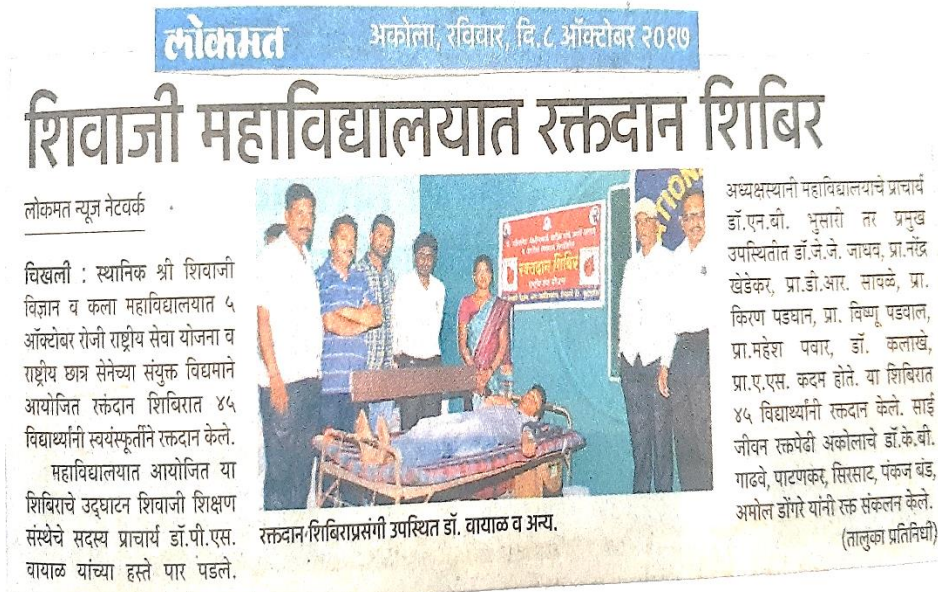 लोकमत
अकोला, रविवार, दि.८ ऑक्टोबर २०१७
शिवाजी महाविद्यालयात रक्तदान शिबिर
लोकमत न्यूज नेटवर्क
चिखली : स्थानिक श्री शिवाजी
विज्ञान व कला महाविद्यालयात ५
ऑक्टोबर रोजी राष्ट्रीय सेवा योजना व
राष्ट्रीय छात्र सेनेच्या संयुक्त विद्यमाने
आयोजित रक्तदान शिबिरात ४५
विद्यार्थ्यांनी स्वयंस्फूर्तीने रक्तदान केले.
महाविद्यालयात आयोजित या
शिबिराचे उद्घाटन शिवाजी शिक्षण
संस्थेचे सदस्य प्राचार्य डॉ.पी.एस.
वायाळ यांच्या हस्ते पार पडले.
रक्तदान शिबिर
रक्तदान शिबिराप्रसंगी उपस्थित डॉ. वायाळ व अन्य.
अध्यक्षस्थानी महाविद्यालयाचे प्राचार्य
डॉ.एन.बी. भुसारी तर प्रमुख
उपस्थितीत डॉ.जे.जे. जाधव, प्रा.नरेंद्र
खेडेकर, प्रा.डी.आर. सावळे, प्रा.
किरण पडघान, प्रा. विष्णू पडवाल,
प्रा.महेश पवार, डॉ. कलाखे,
प्रा.ए.एस. कदम होते. या शिबिरात
४५ विद्यार्थ्यांनी रक्तदान केले. साई
जीवन रक्तपेढी अकोलाचे डॉ.के.बी.
गाढवे, पाटणकर, सिरसाट, पंकज बंड,
अमोल डोंगरे यांनी रक्त संकलन केले.
(तालुका प्रतिनिधी)